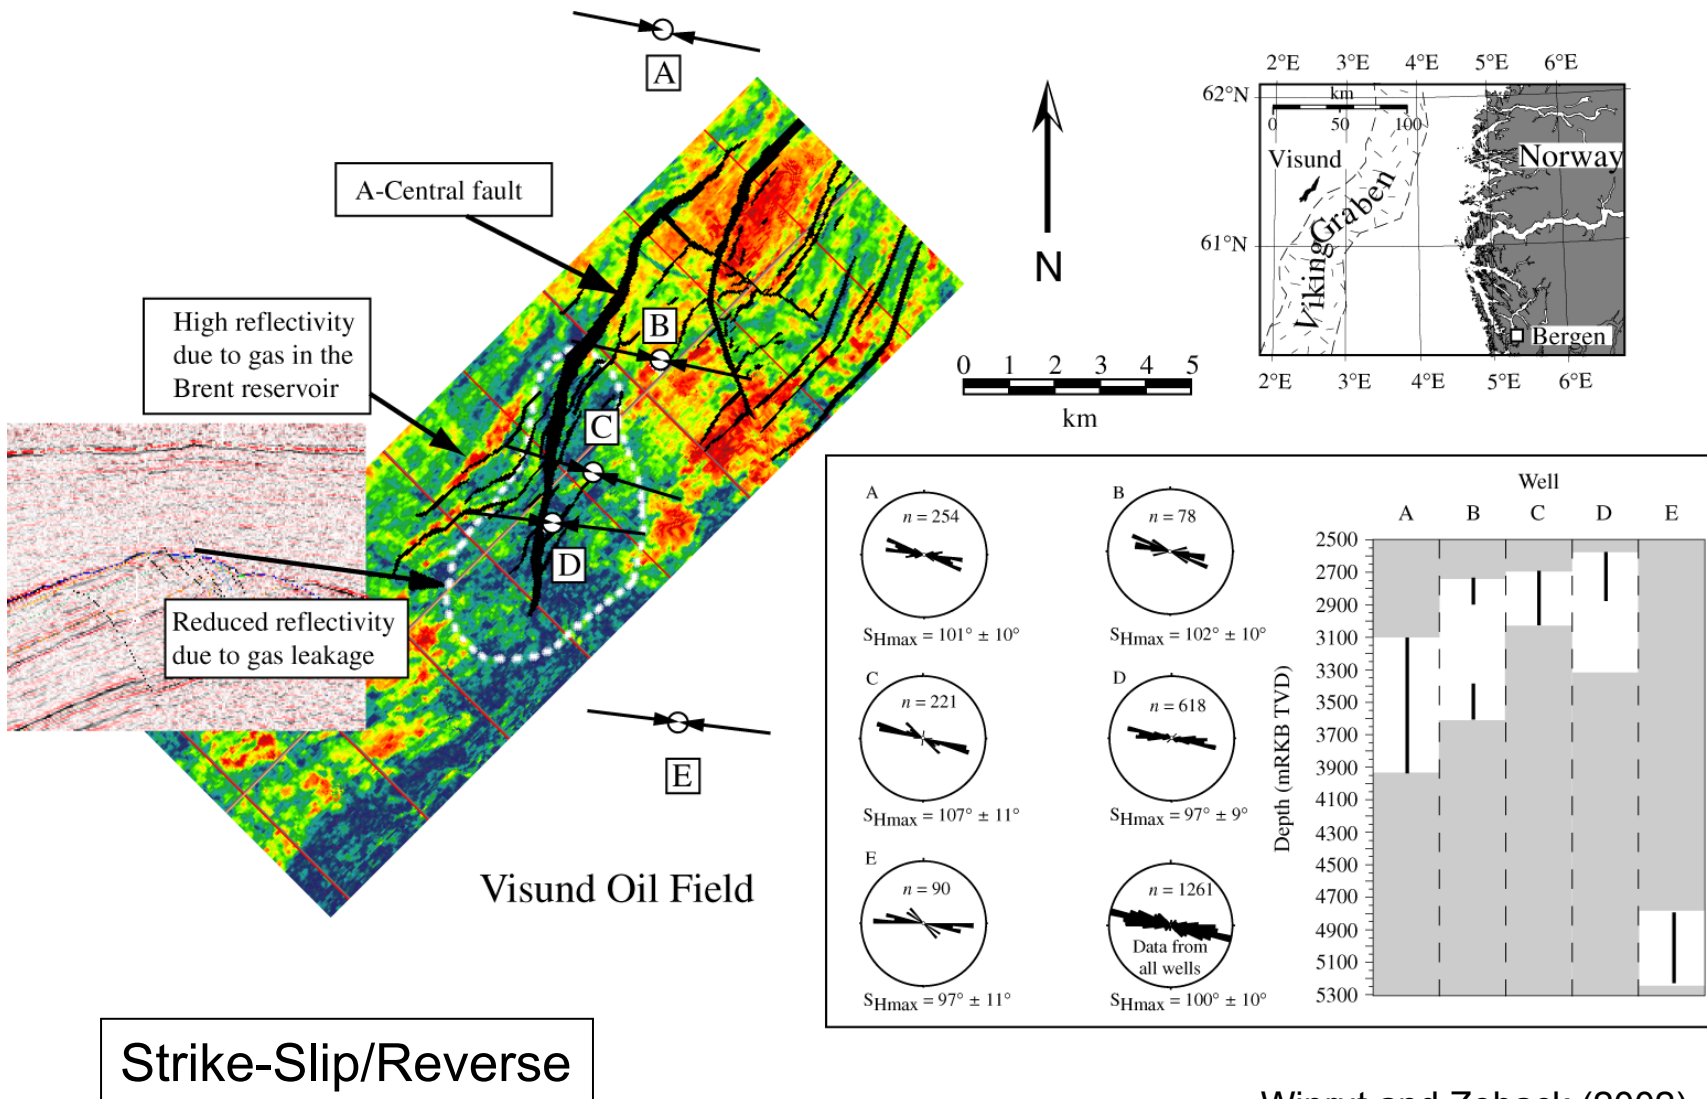 A
A-Central fault
High reflectivity
due to gas in the
Brent reservoir
B
C
D
Reduced reflectivity
due to gas leakage
E
Visund Oil Field
Strike-Slip/Reverse
N
0 1 2 3 4 5
km
2°E 3°E 4°E 5°E 6°E
62°N
km
0 50 100
Visund
Norway
Viking Graben
61°N
Bergen
2°E 3°E 4°E 5°E 6°E
A
n = 254
SHmax = 101° ± 10°
B
n = 78
SHmax = 102° ± 10°
C
n = 221
SHmax = 107° ± 11°
D
n = 618
SHmax = 97° ± 9°
E
n = 90
SHmax = 97° ± 11°
n = 1261
Data from
all wells
SHmax = 100° ± 10°
Well
A B C D E
Depth (mRKB TVD)
2500
2700
2900
3100
3300
3500
3700
3900
4100
4300
4500
4700
4900
5100
5300